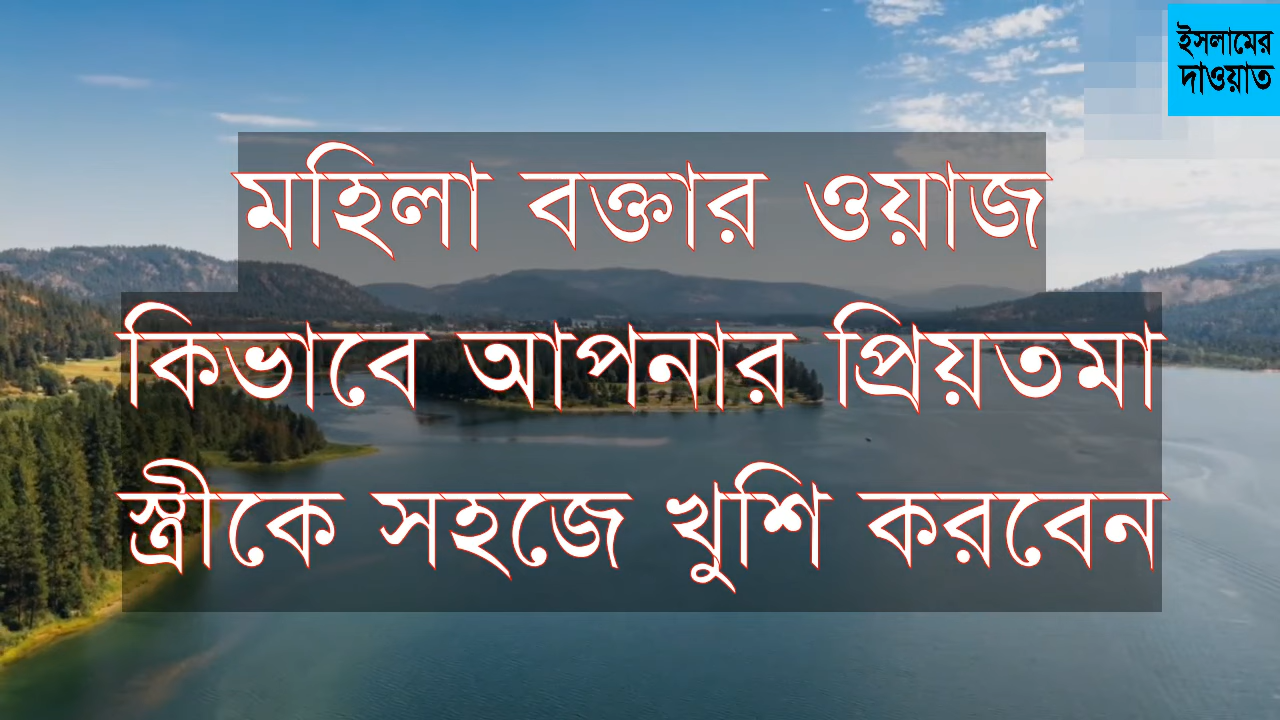 ইসলামের
দাওয়াত
মহিলা বক্তার ওয়াজ
কিভাবে আপনার প্রিয়তমা
স্ত্রীকে সহজে খুশি করবেন